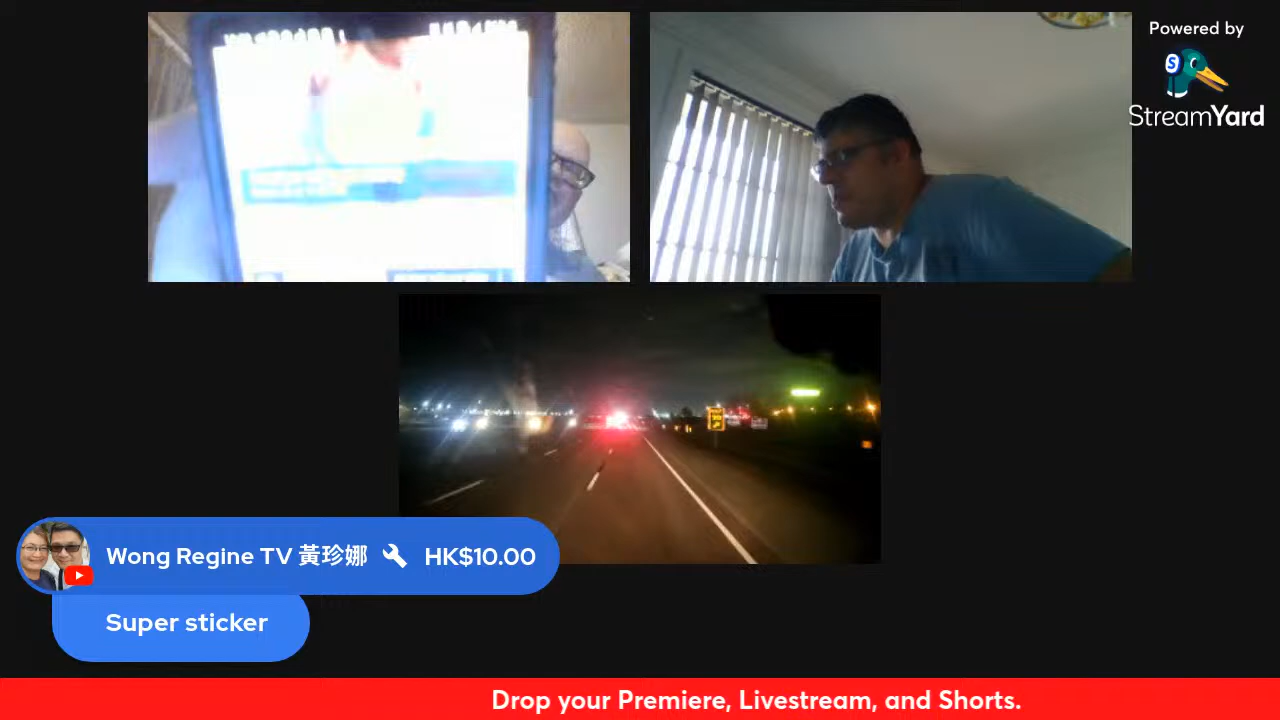 Powered by
S
StreamYard
Wong Regine TV 黃珍娜 HK$10.00
Super sticker
Drop your Premiere, Livestream, and Shorts.